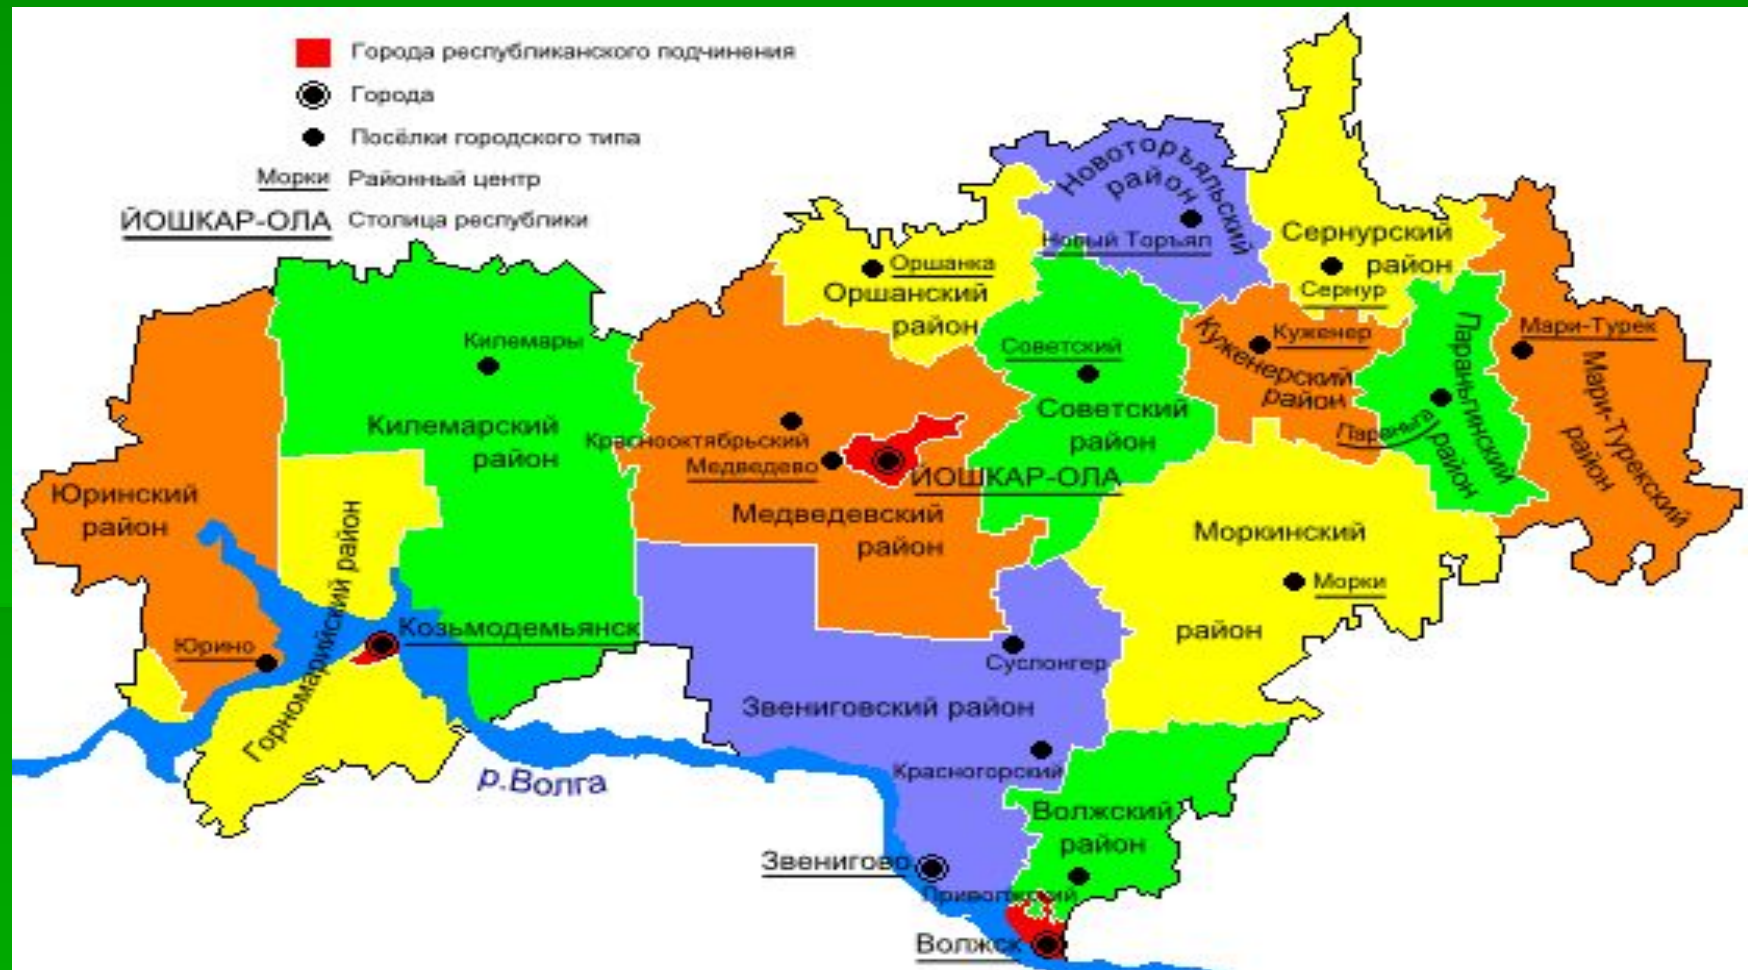 Города республиканского подчинения
Города
Посёлки городского типа
Морки Районный центр
ЙОШКАР-ОЛА Столица республики
Новоторъяльский
район
Новый Торъял
Сернурский
район
Сернур
Оршанка
Оршанский
район
Килемары
Килемарский
район
Советский
Советский
район
Куженер
Куженерский
район
Параньга
Параньгинский
район
Мари-Турек
Мари-Турекский
район
Краснооктябрьский
Медведево
ЙОШКАР-ОЛА
Медведевский
район
Юринский
район
Юрино
Горномарийский район
Козьмодемьянск
Моркинский
район
Морки
Суслонгер
Звениговский район
Красногорский
р.Волга
Волжский
район
Звенигово
Приволжский
Волжск